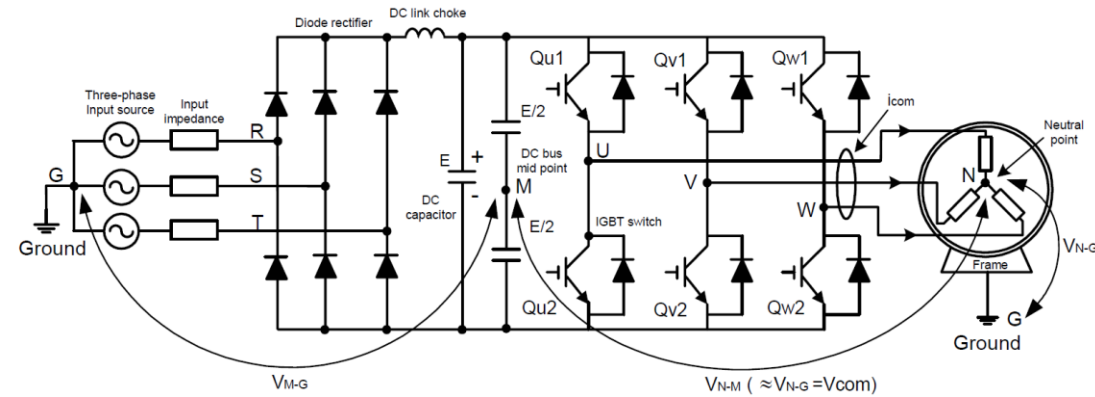 Diode rectifier
DC link choke
Three-phase
Input source
Input
impedance
Qu1
Qv1
Qw1
icom
Neutral
point
E/2
R
G
S
T
E
+
-
DC
capacitor
DC bus
mid point
M
E/2
U
V
W
N
IGBT switch
Ground
Qu2
Qv2
Qw2
Frame
VN-G
G
Ground
VM-G
VN-M ( ≈VN-G =Vcom)